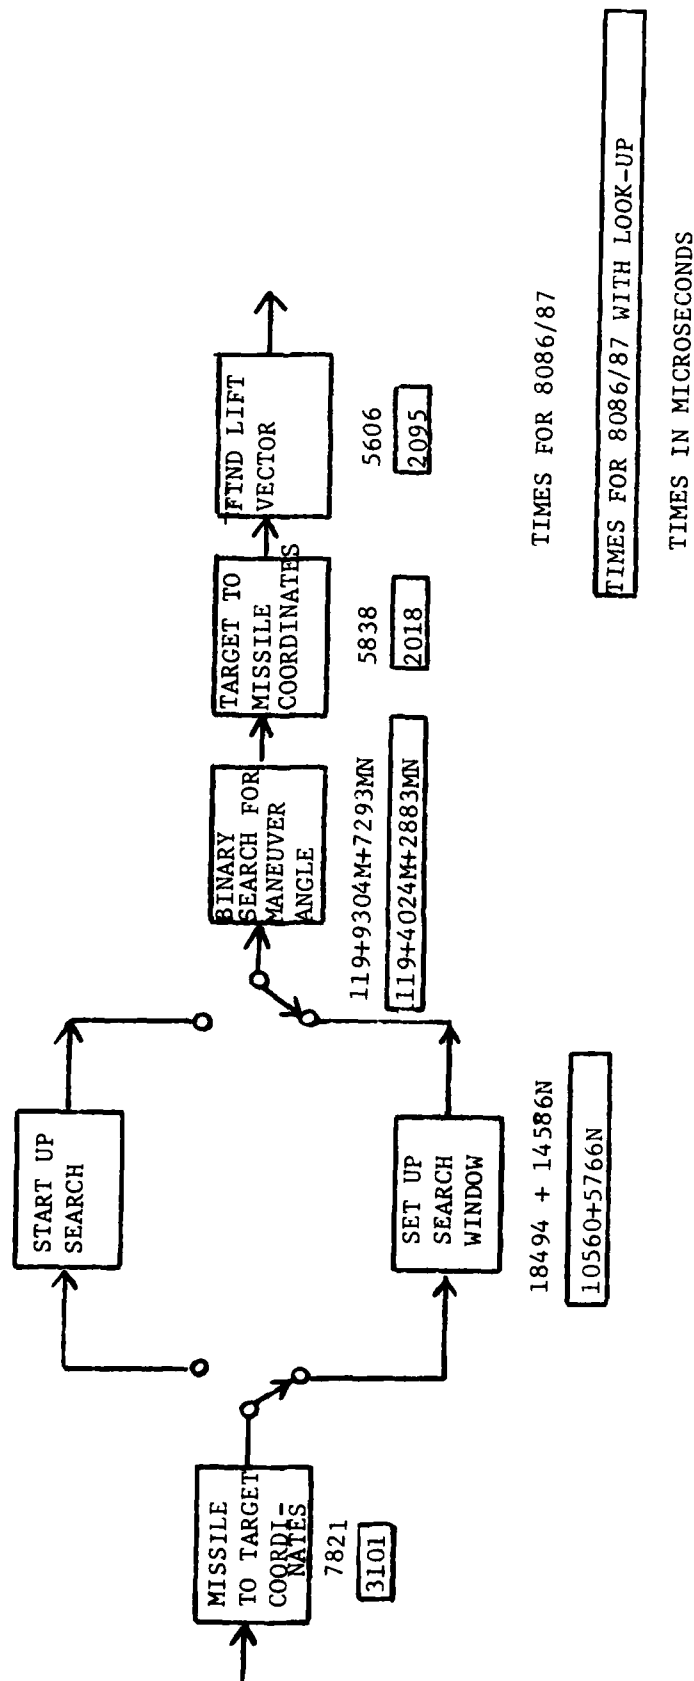 MISSILE
TO TARGET
COORDI-
NATES
7821
3101
START UP
SEARCH
SET UP
SEARCH
WINDOW
18494 + 14586N
10560+5766N
BINARY
SEARCH FOR
MANEUVER
ANGLE
119+9304M+7293MN
119+4024M+2883MN
TARGET TO
MISSILE
COORDINATES
5838
2018
FIND LIFT
VECTOR
5606
2095
TIMES FOR 8086/87
TIMES FOR 8086/87 WITH LOOK-UP
TIMES IN MICROSECONDS